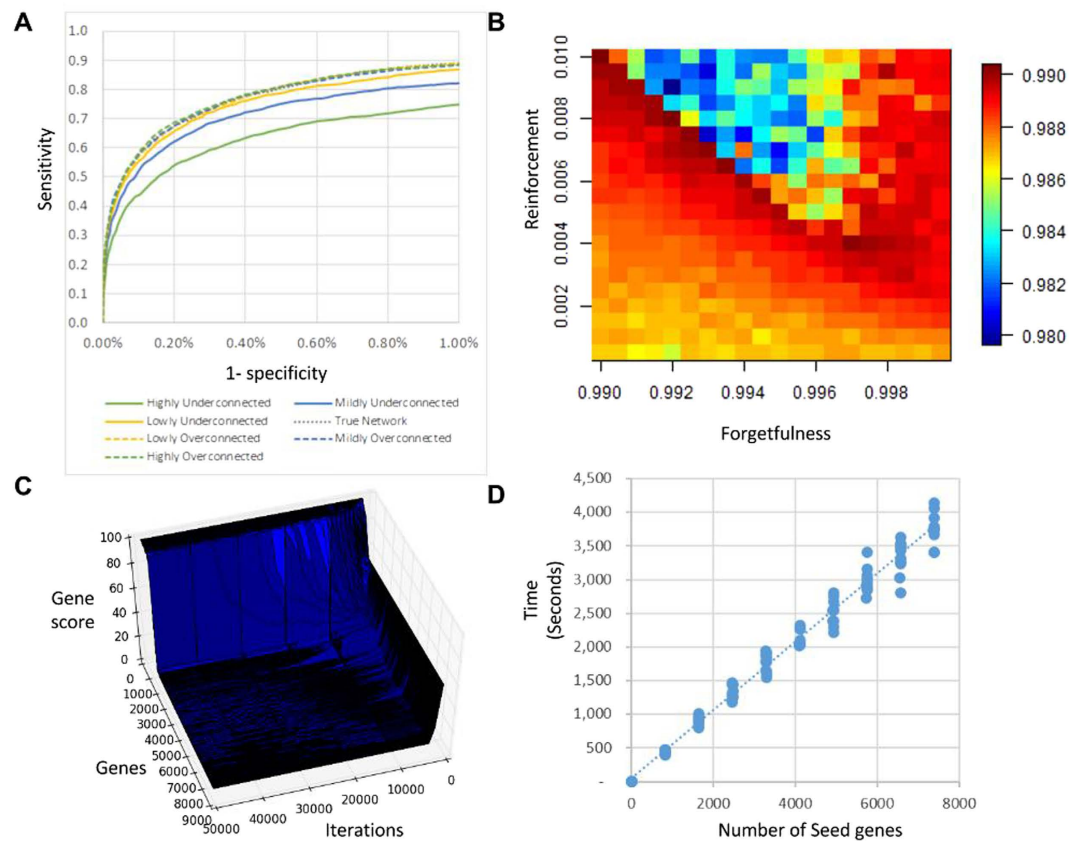 A
Sensitivity
1.0
0.9
0.8
0.7
0.6
0.5
0.4
0.3
0.2
0.1
0.0
0.00% 0.20% 0.40% 0.60% 0.80% 1.00%
1- specificity
Highly Underconnected Mildly Underconnected
Lowly Underconnected True Network
Lowly Overconnected Mildly Overconnected
Highly Overconnected
B
Reinforcement
0.010
0.008
0.006
0.004
0.002
0.990 0.992 0.994 0.996 0.998
Forgetfulness
0.990
0.988
0.986
0.984
0.982
0.980
C
Gene
score
100
80
60
40
20
0
0
1000
2000
3000
4000
5000
6000
7000
8000
9000
Genes
50000
40000
30000
20000
10000
0
Iterations
D
Time
(Seconds)
4,500
4,000
3,500
3,000
2,500
2,000
1,500
1,000
500
-
0 2000 4000 6000 8000
Number of Seed genes